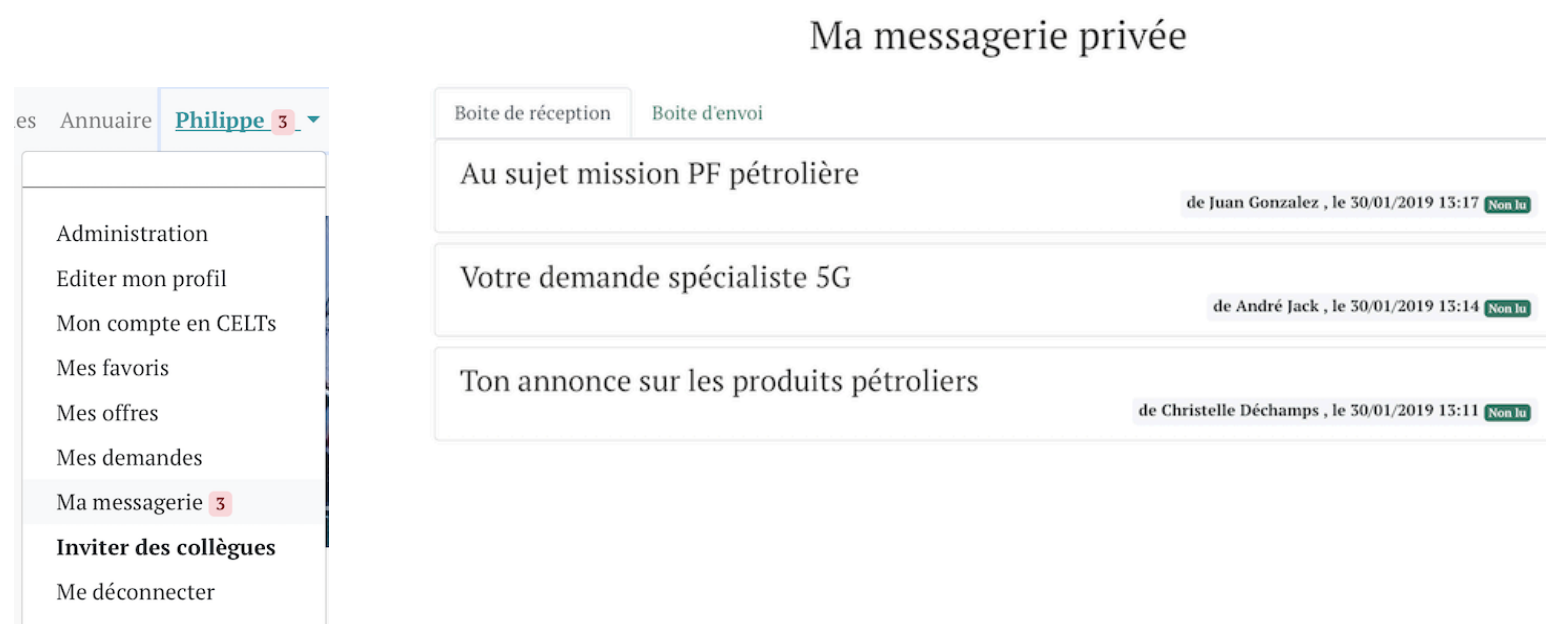 Ma messagerie privée
es Annuaire Philippe 3
Administration
Editer mon profil
Mon compte en CELTs
Mes favoris
Mes offres
Mes demandes
Ma messagerie 3
Inviter des collègues
Me déconnecter
Boite de réception Boite d'envoi
Au sujet mission PF pétrolière
de Juan Gonzalez , le 30/01/2019 13:17 Non lu
Votre demande spécialiste 5G
de André Jack , le 30/01/2019 13:14 Non lu
Ton annonce sur les produits pétroliers
de Christelle Déchamps , le 30/01/2019 13:11 Non lu